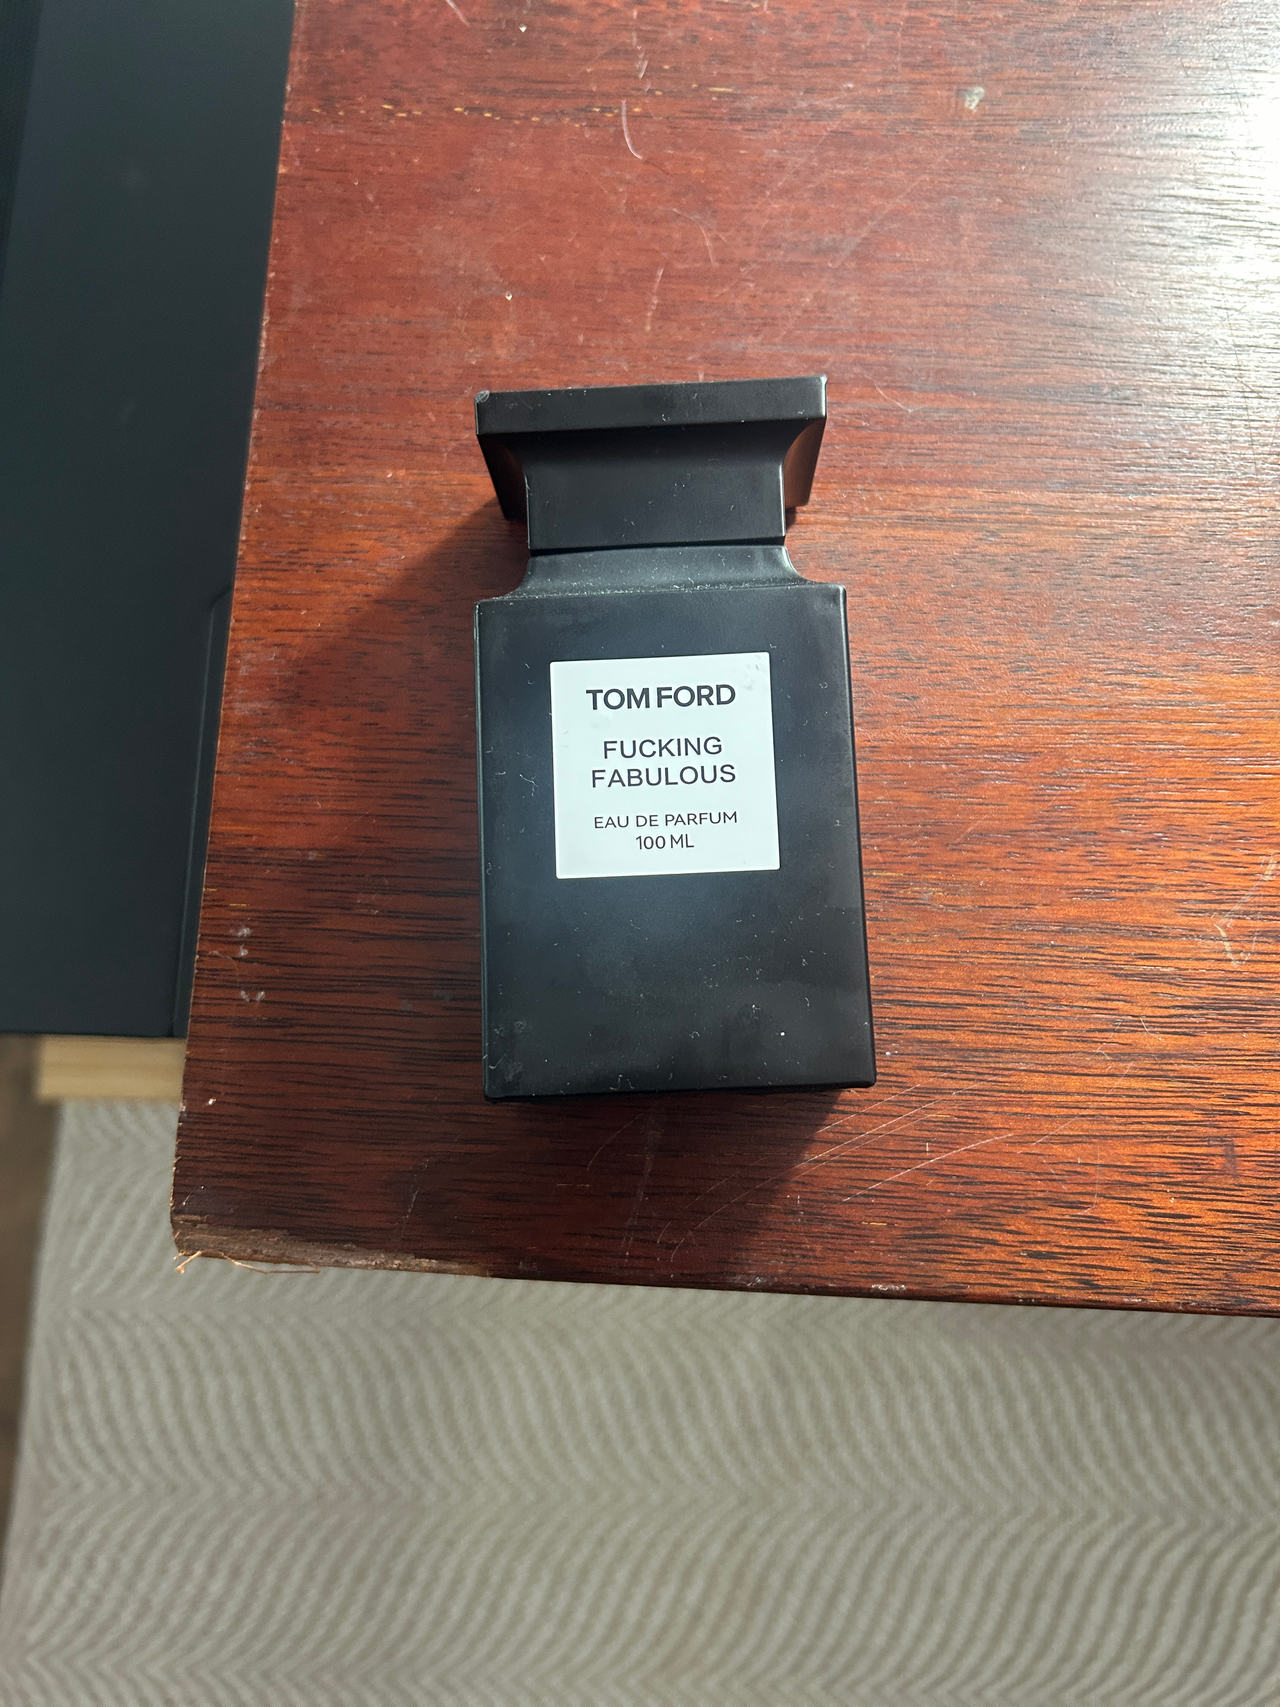 TOM FORD
FUCKING
FABULOUS
EAU DE PARFUM
100 ML